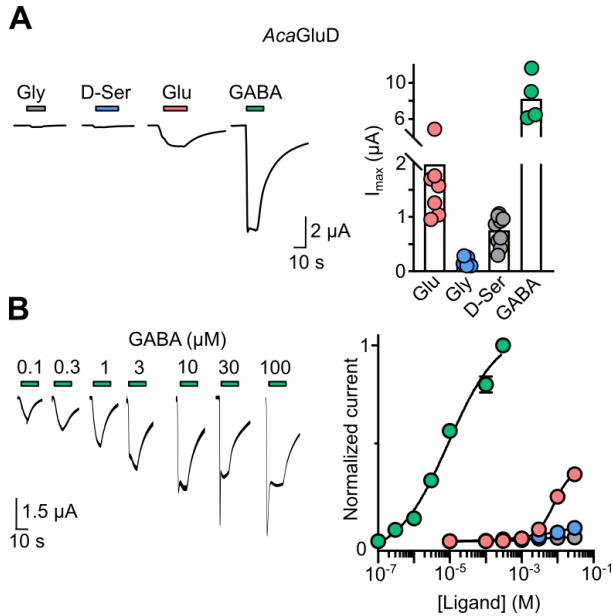 A
AcaGluD
Gly D-Ser Glu GABA
2 µA
10 s
Imax (µA)
10
6
2
1
0
Glu Gly D-Ser GABA
B
GABA (µM)
0.1 0.3 1 3 10 30 100
1.5 µA
10 s
Normalized current
1
0
10⁻⁷ 10⁻⁵ 10⁻³ 10⁻¹
[Ligand] (M)